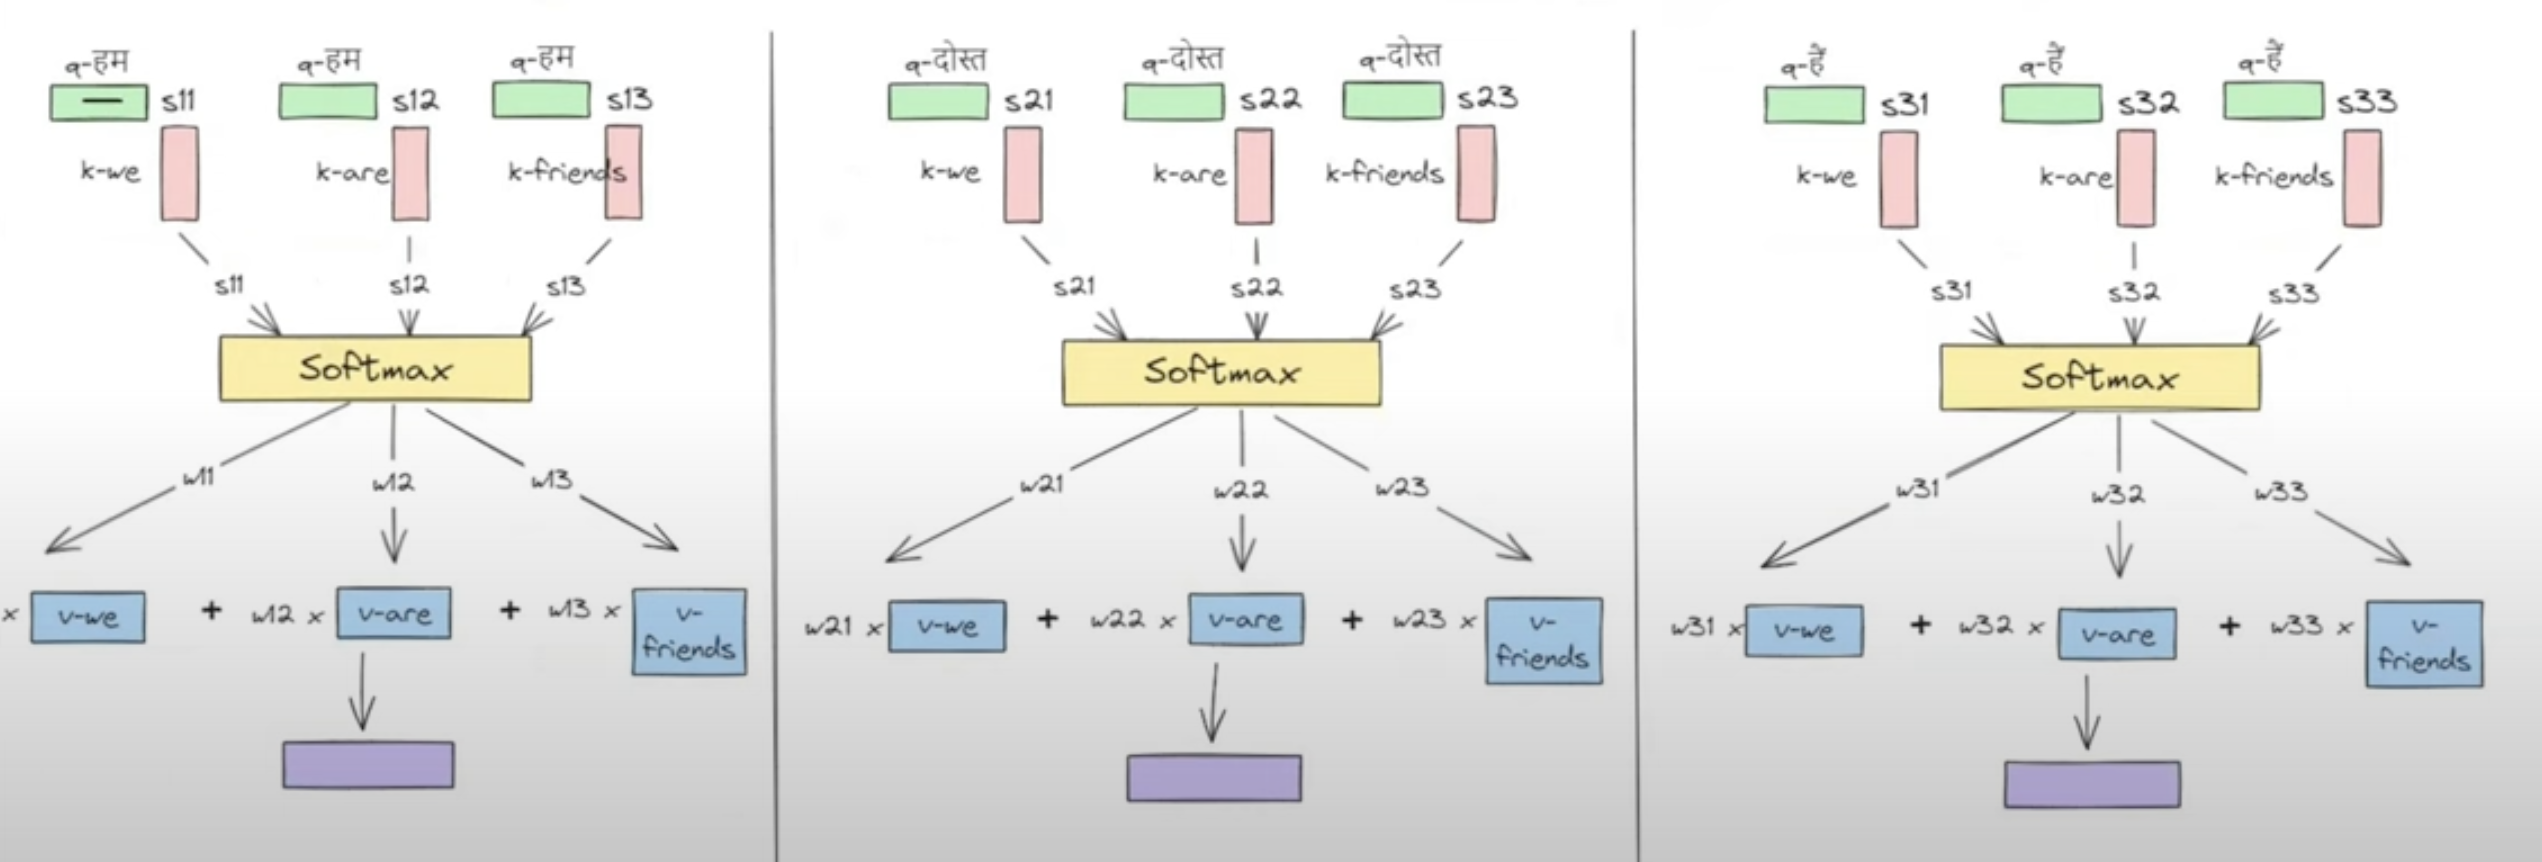 q-हम q-हम q-हम
s11 s12 s13
k-we k-are k-friends
s11 s12 s13
Softmax
w11 w12 w13
x v-we + w12 x v-are + w13 x v-
friends
q-दोस्त q-दोस्त q-दोस्त
s21 s22 s23
k-we k-are k-friends
s21 s22 s23
Softmax
w21 w22 w23
w21 x v-we + w22 x v-are + w23 x v-
friends
q-हैं q-हैं q-हैं
s31 s32 s33
k-we k-are k-friends
s31 s32 s33
Softmax
w31 w32 w33
w31 x v-we + w32 x v-are + w33 x v-
friends